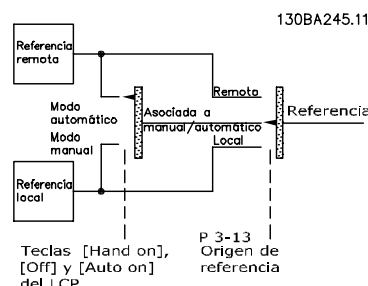 130BA245.11
Referencia
remota
Modo
automático
Modo
manual
Referencia
local
Asociada a
manual/automático
Remota
Local
Referencia
Teclas [Hand on],
[Off] y [Auto on]
del LCP
P 3-13
Origen de
referencia